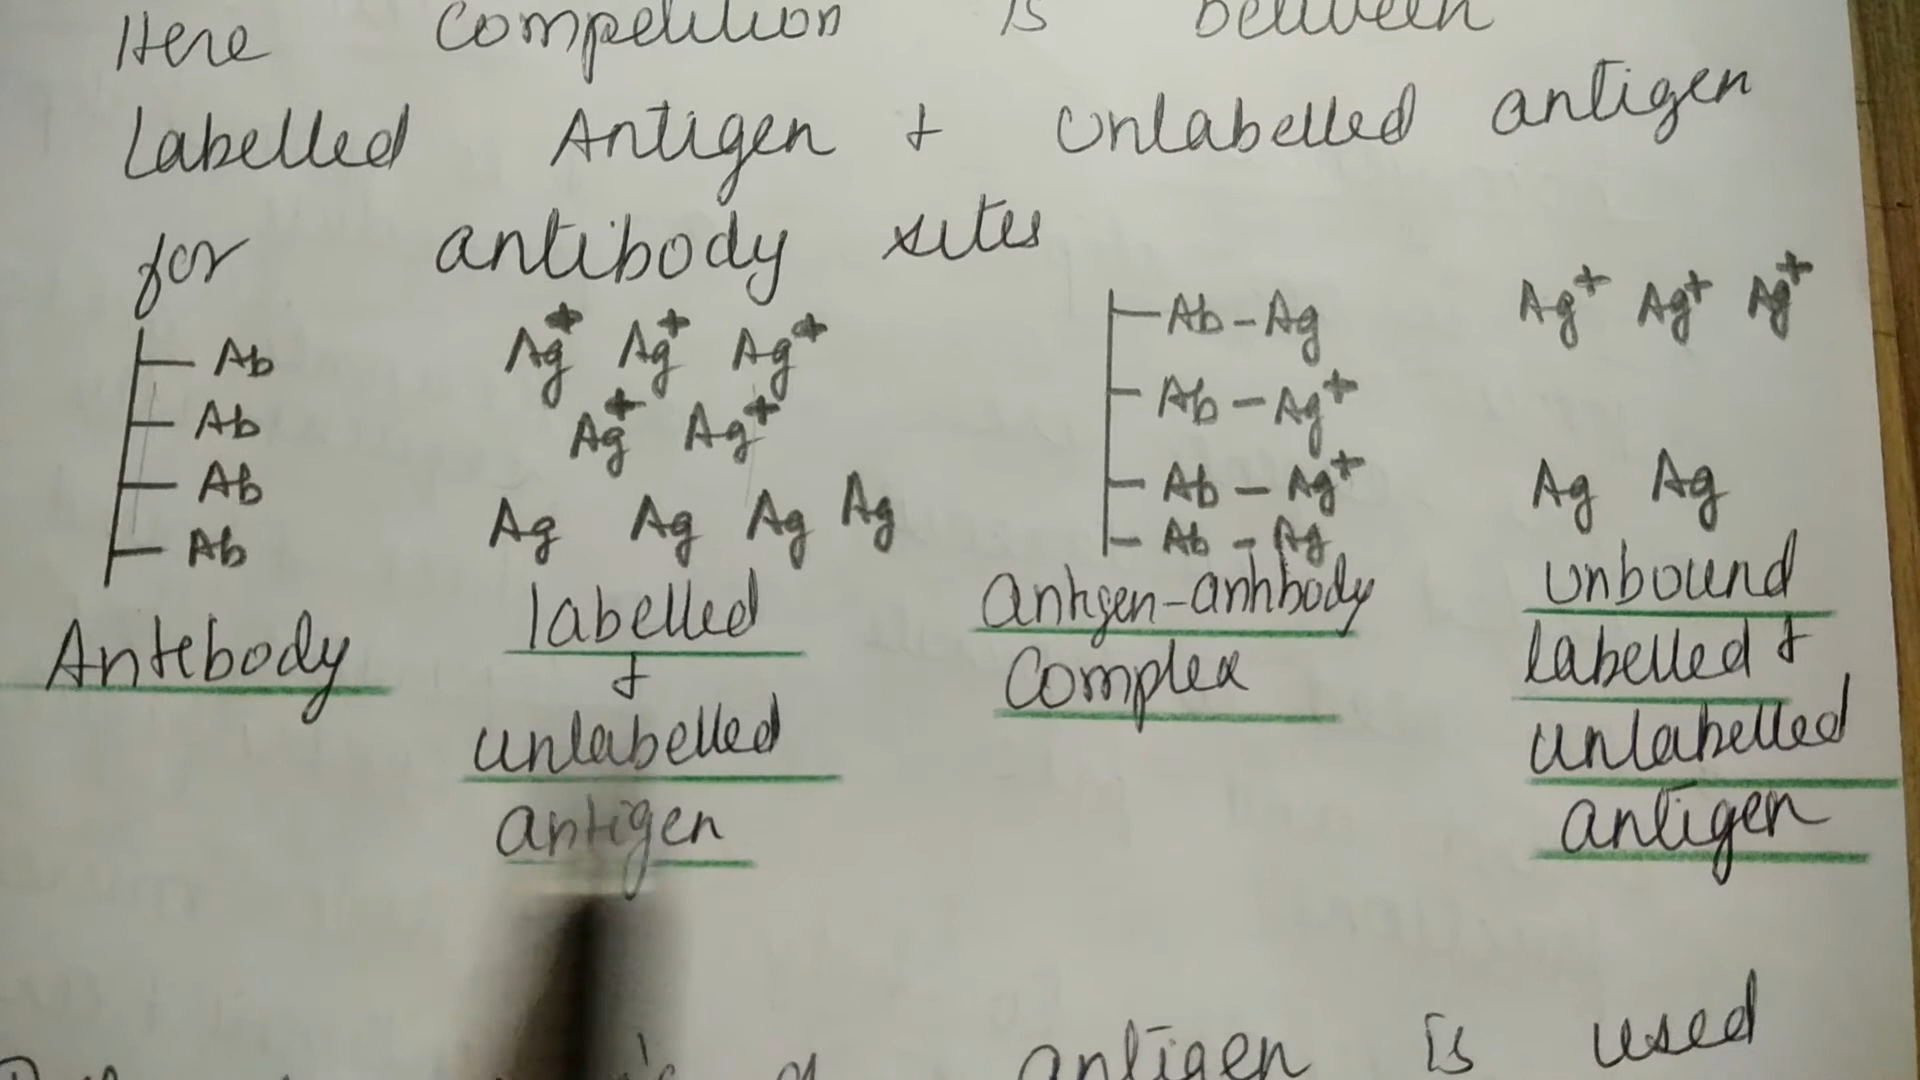 Here competition is between
Labelled Antigen + Unlabelled antigen
for antibody sites
Ab
Ab
Ab
Ab
Antebody
Ag+ Ag+ Ag+
Ag+ Ag+
Ag Ag Ag Ag
labelled
+
unlabelled
antigen
Ab-Ag
Ab-Ag+
Ab-Ag+
Ab-Ag
antigen-antibody
Complex
Ag+ Ag+ Ag+
Ag Ag
unbound
labelled +
unlabelled
antigen
antigen is used